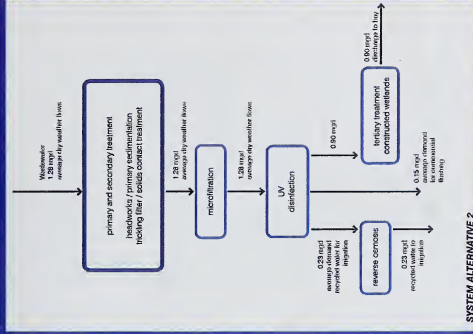 Wastewater
1.28 mgd
average dry weather flows
primary and secondary treatment
headworks / primary sedimentation
trickling filter / solids contact treatment
1.28 mgd
average dry weather flows
microfiltration
1.28 mgd
average dry weather flows
UV
disinfection
0.23 mgd
average demand
recycled water for
irrigation
reverse osmosis
0.23 mgd
recycled water to
irrigation
0.15 mgd
average demand
for commercial
flushing
0.90 mgd
tertiary treatment
constructed wetlands
0.90 mgd
discharge to bay
SYSTEM ALTERNATIVE 2